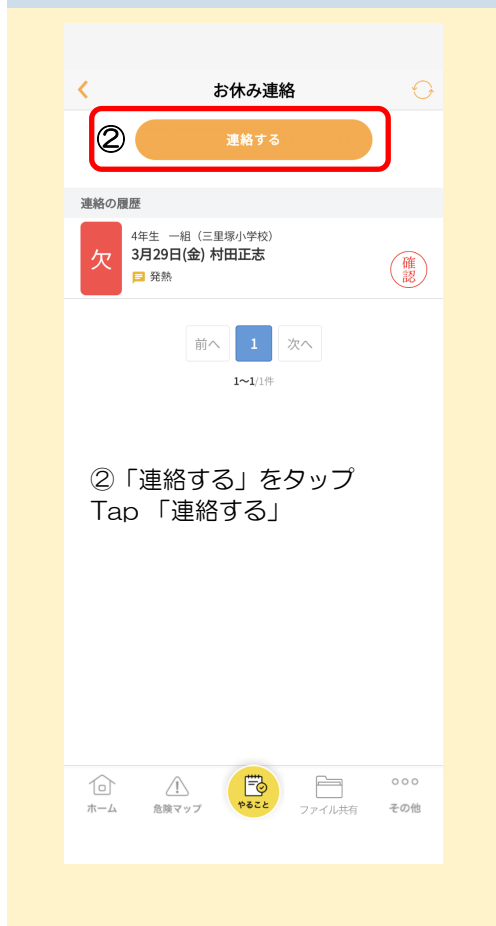 お休み連絡
②
連絡する
連絡の履歴
欠
4年生 一組（三里塚小学校）
3月29日(金) 村田正志
発熱
確認
前へ 1 次へ
1〜1/1件
②「連絡する」をタップ
Tap 「連絡する」
ホーム 危険マップ やること ファイル共有 その他